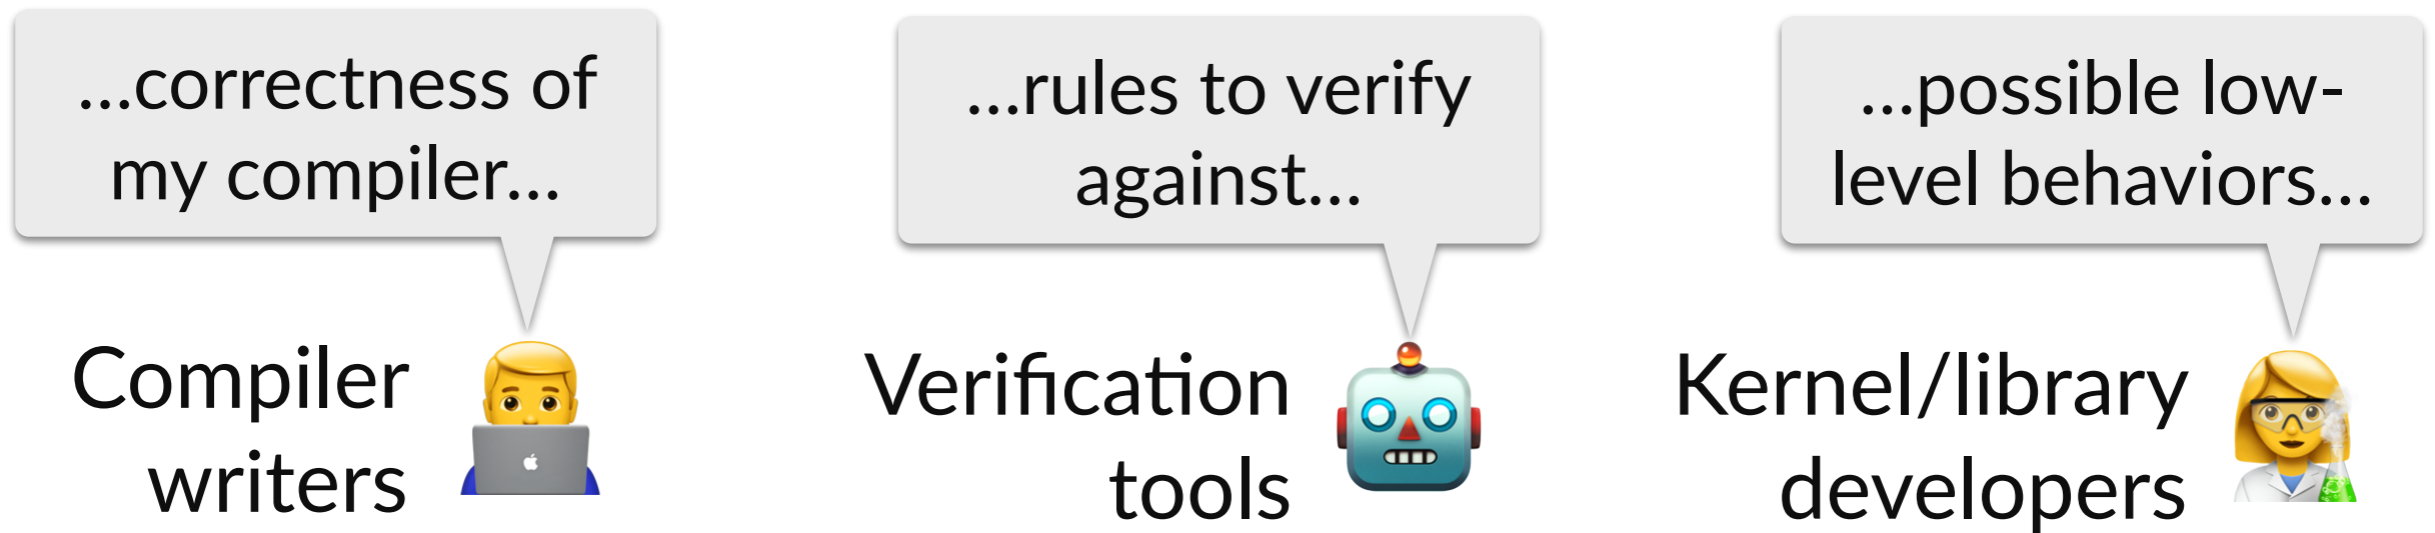 ...correctness of
my compiler...
Compiler
writers
...rules to verify
against...
Verification
tools
...possible low-
level behaviors...
Kernel/library
developers